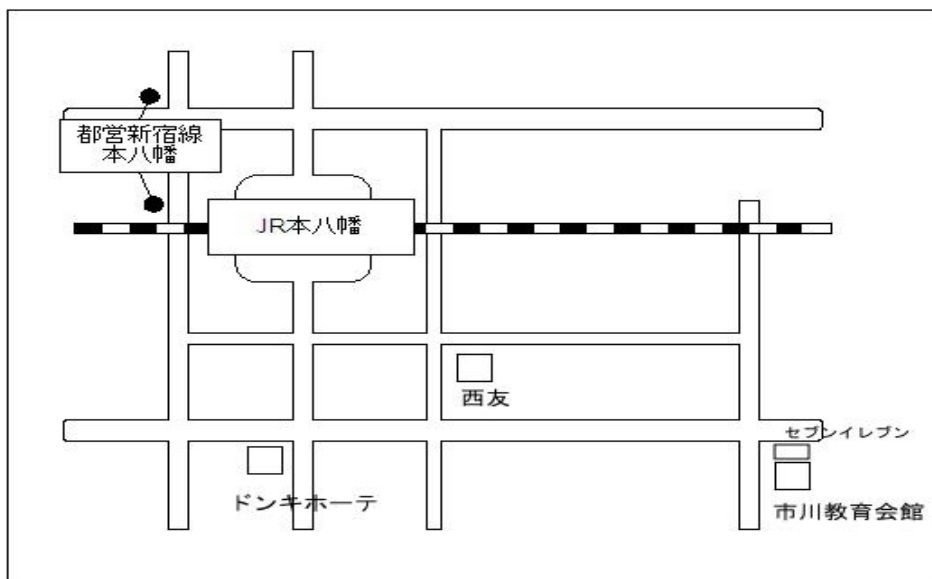 都営新宿線
本八幡
JR本八幡
西友
セブンイレブン
ドンキホーテ
市川教育会館